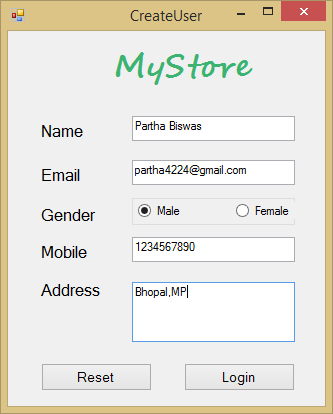 CreateUser
MyStore
Name Partha Biswas
Email partha4224@gmail.com
Gender Male Female
Mobile 1234567890
Address Bhopal,MP
Reset Login